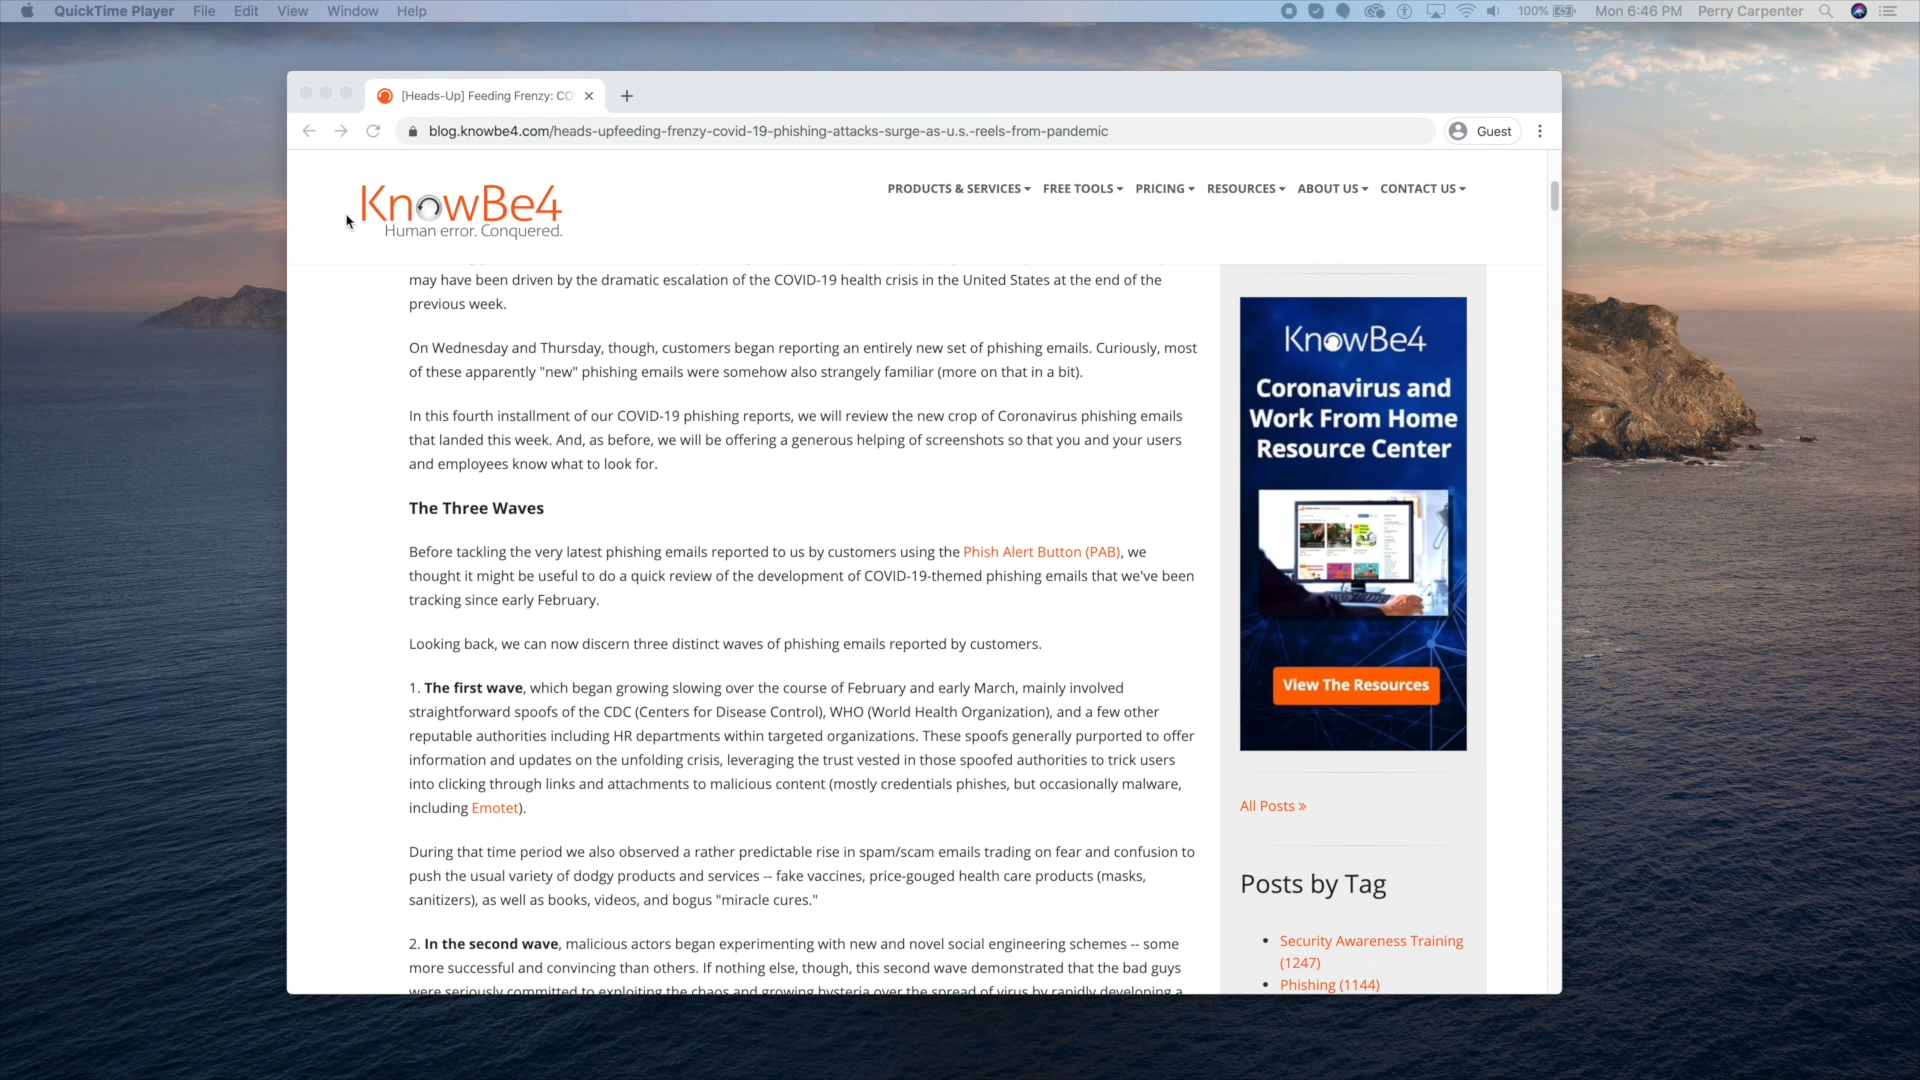 QuickTime Player File Edit View Window Help 100% Mon 6:46 PM Perry Carpenter
[Heads-Up] Feeding Frenzy: CO
blog.knowbe4.com/heads-upfeeding-frenzy-covid-19-phishing-attacks-surge-as-u.s.-reels-from-pandemic Guest
KnowBe4
Human error. Conquered.
PRODUCTS & SERVICES FREE TOOLS PRICING RESOURCES ABOUT US CONTACT US
may have been driven by the dramatic escalation of the COVID-19 health crisis in the United States at the end of the
previous week.
On Wednesday and Thursday, though, customers began reporting an entirely new set of phishing emails. Curiously, most
of these apparently "new" phishing emails were somehow also strangely familiar (more on that in a bit).
In this fourth installment of our COVID-19 phishing reports, we will review the new crop of Coronavirus phishing emails
that landed this week. And, as before, we will be offering a generous helping of screenshots so that you and your users
and employees know what to look for.
The Three Waves
Before tackling the very latest phishing emails reported to us by customers using the Phish Alert Button (PAB), we
thought it might be useful to do a quick review of the development of COVID-19-themed phishing emails that we've been
tracking since early February.
Looking back, we can now discern three distinct waves of phishing emails reported by customers.
1. The first wave, which began growing slowing over the course of February and early March, mainly involved
straightforward spoofs of the CDC (Centers for Disease Control), WHO (World Health Organization), and a few other
reputable authorities including HR departments within targeted organizations. These spoofs generally purported to offer
information and updates on the unfolding crisis, leveraging the trust vested in those spoofed authorities to trick users
into clicking through links and attachments to malicious content (mostly credentials phishes, but occasionally malware,
including Emotet).
During that time period we also observed a rather predictable rise in spam/scam emails trading on fear and confusion to
push the usual variety of dodgy products and services -- fake vaccines, price-gouged health care products (masks,
sanitizers), as well as books, videos, and bogus "miracle cures."
2. In the second wave, malicious actors began experimenting with new and novel social engineering schemes -- some
more successful and convincing than others. If nothing else, though, this second wave demonstrated that the bad guys
were seriously committed to exploiting the chaos and growing hysteria over the spread of virus by rapidly developing a
KnowBe4
Coronavirus and
Work From Home
Resource Center
View The Resources
All Posts »
Posts by Tag
Security Awareness Training
(1247)
Phishing (1144)